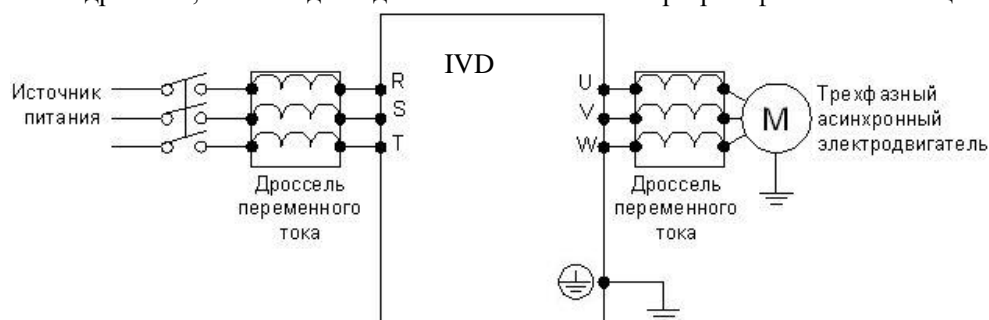 IVD
R
S
T
U
V
W
Источник
питания
Дроссель
переменного
тока
Дроссель
переменного
тока
M
Трехфазный
асинхронный
электродвигатель